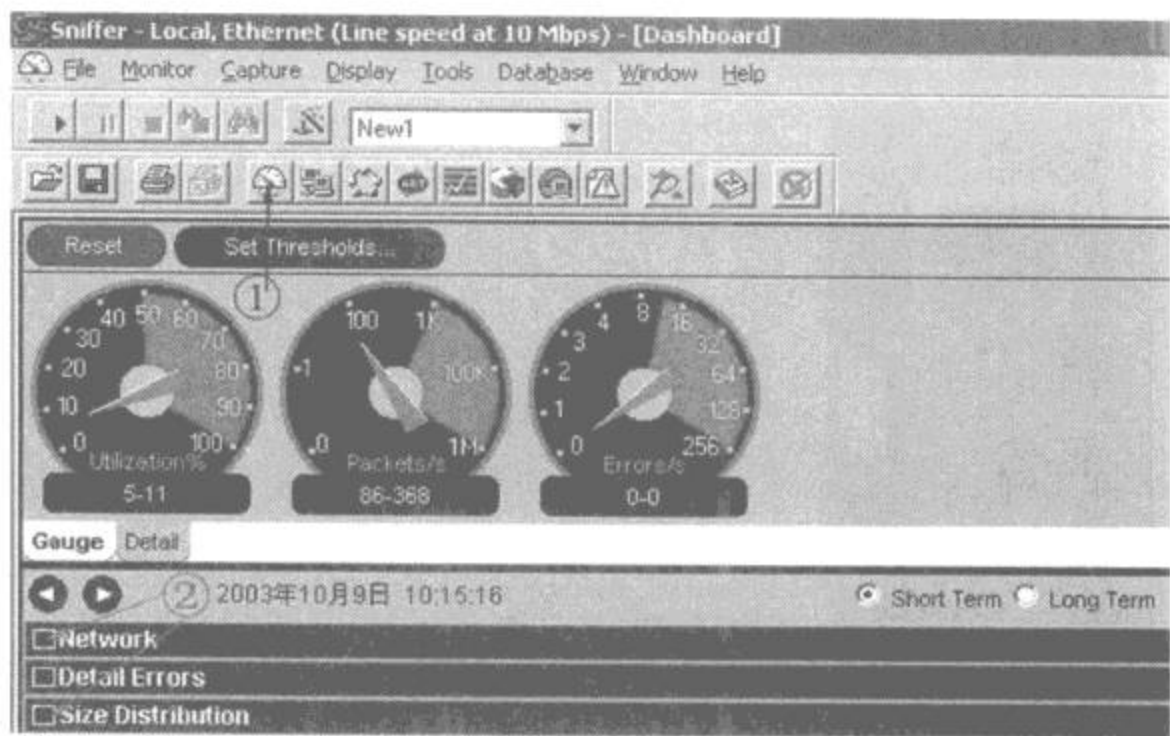 Sniffer - Local, Ethernet (Line speed at 10 Mbps) - [Dashboard]
File Monitor Capture Display Tools Database Window Help
New1
Reset Set Thresholds...
①
0 10 20 30 40 50 60 70 80 90 100
Utilization%
5-11
0 1 100 1K 100K 1M
Packets/s
86-368
0 1 2 3 4 8 16 32 64 128 256
Errors/s
0-0
Gauge Detail
② 2003年10月9日 10:15:16 Short Term Long Term
Network
Detail Errors
Size Distribution